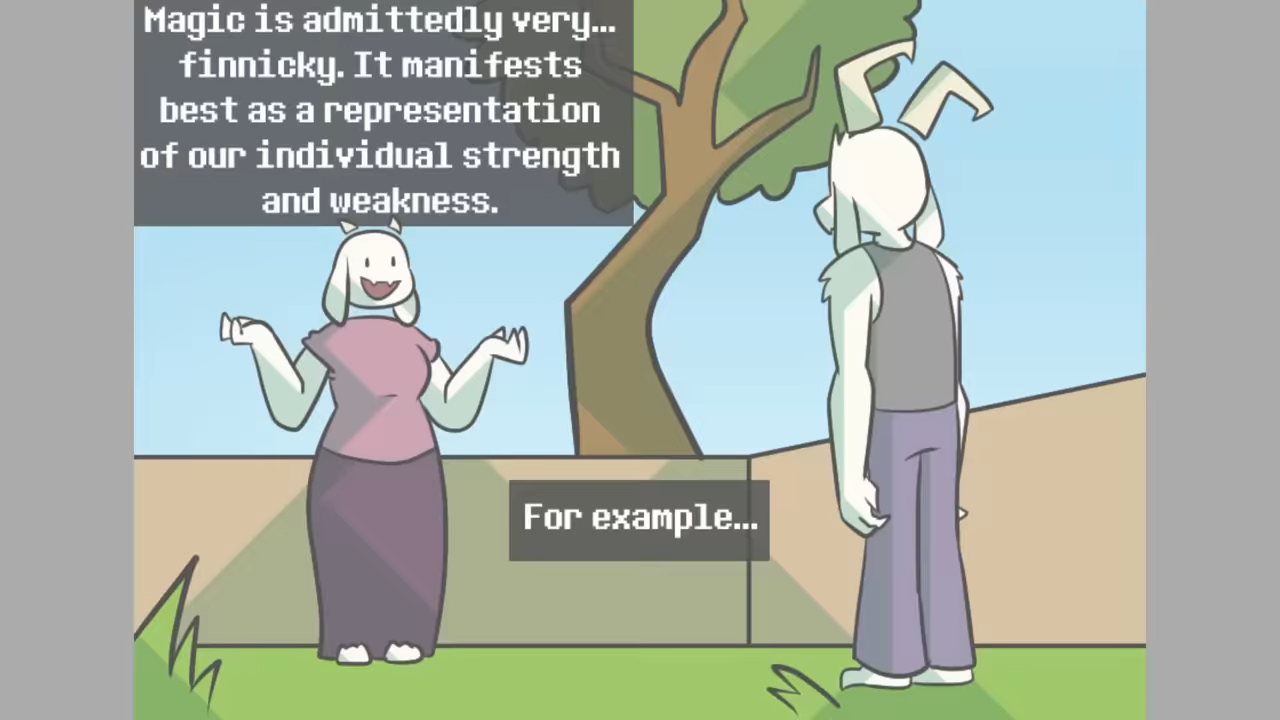 Magic is admittedly very...
finnicky. It manifests
best as a representation
of our individual strength
and weakness.
For example...